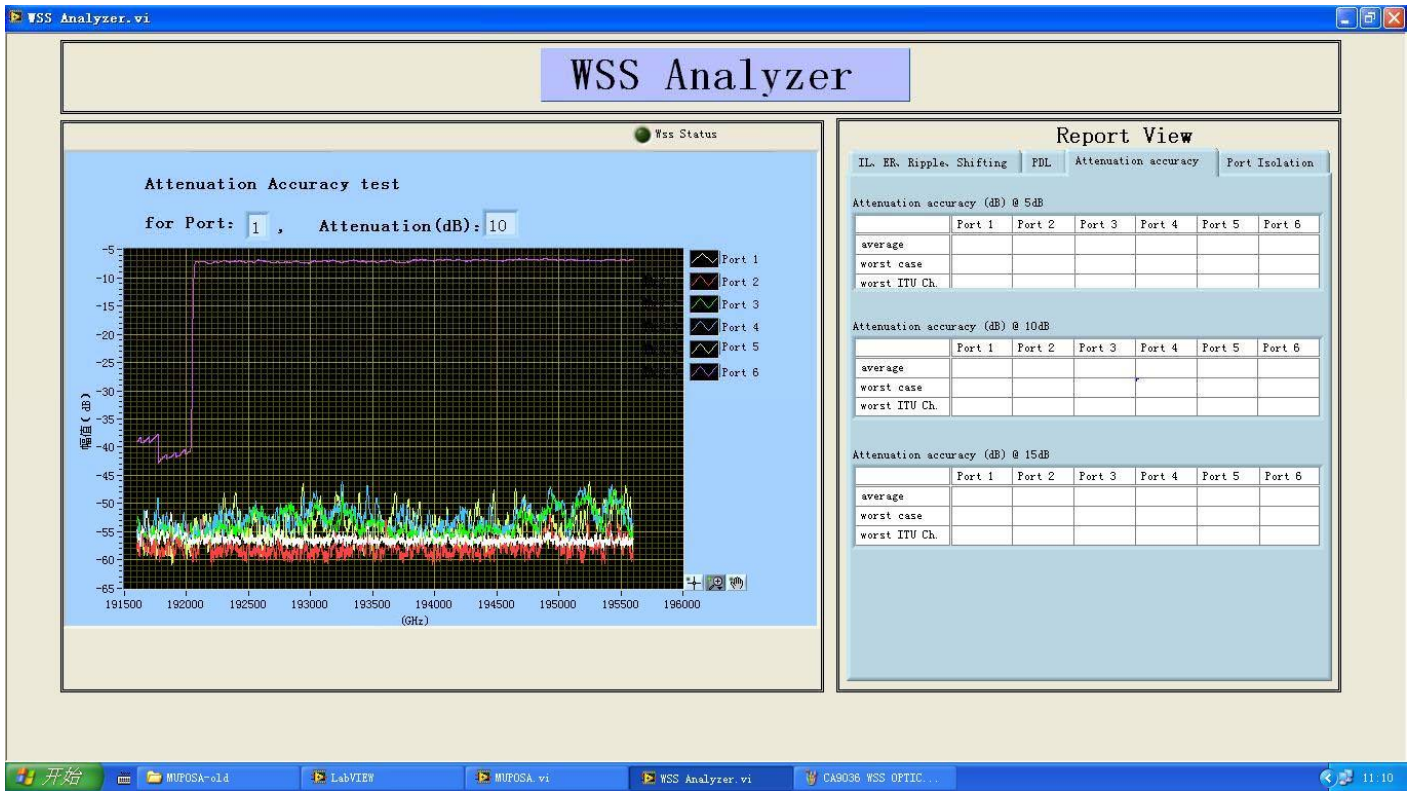 WSS Analyzer.vi
WSS Analyzer
Wss Status
Attenuation Accuracy test
for Port: 1 , Attenuation(dB): 10
-5
-10
-15
-20
-25
-30
-35
-40
-45
-50
-55
-60
-65
幅值(dB)
191500 192000 192500 193000 193500 194000 194500 195000 195500 196000
(GHz)
Port 1
Port 2
Port 3
Port 4
Port 5
Port 6
Report View
IL、ER、Ripple、Shifting PDL Attenuation accuracy Port Isolation
Attenuation accuracy (dB) @ 5dB
Port 1 Port 2 Port 3 Port 4 Port 5 Port 6
average
worst case
worst ITU Ch.
Attenuation accuracy (dB) @ 10dB
Port 1 Port 2 Port 3 Port 4 Port 5 Port 6
average
worst case
worst ITU Ch.
Attenuation accuracy (dB) @ 15dB
Port 1 Port 2 Port 3 Port 4 Port 5 Port 6
average
worst case
worst ITU Ch.
开始 MUPOSA-old LabVIEW MUPOSA.vi WSS Analyzer.vi CA9036 WSS OPTIC... 11:10